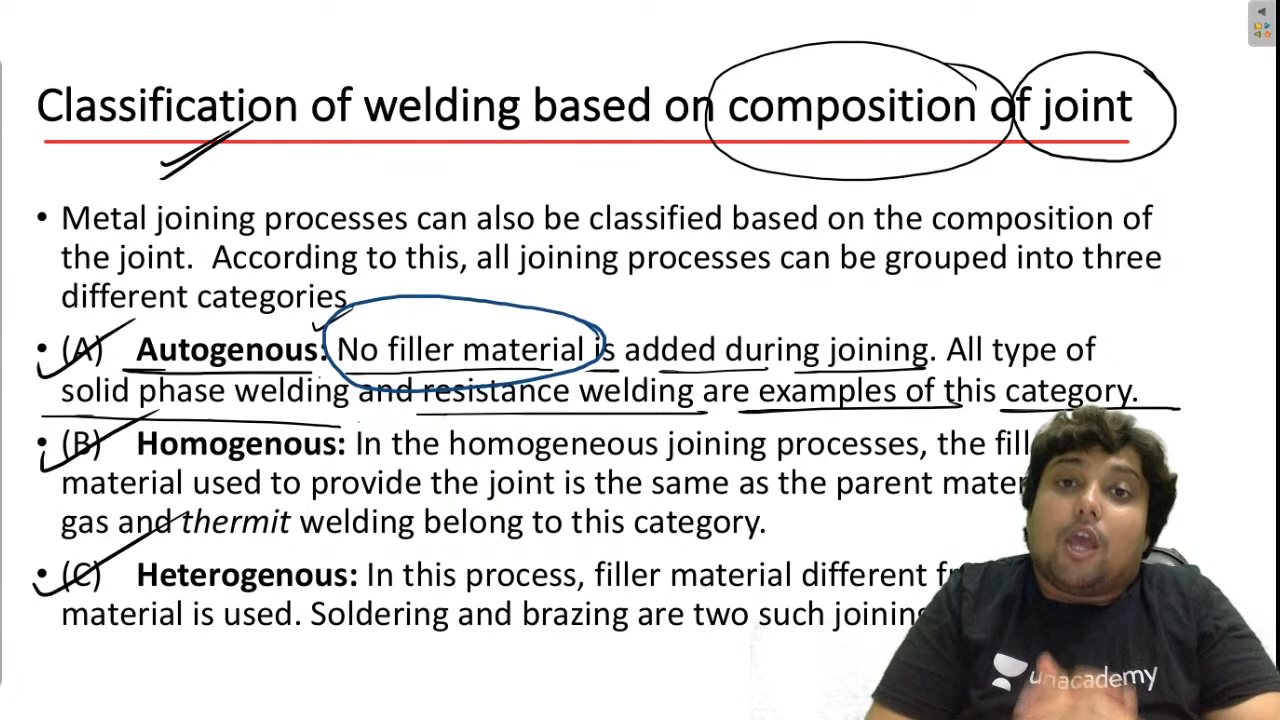 Classification of welding based on composition of joint
• Metal joining processes can also be classified based on the composition of
the joint. According to this, all joining processes can be grouped into three
different categories.
• (A) Autogenous: No filler material is added during joining. All type of
solid phase welding and resistance welding are examples of this category.
• (B) Homogenous: In the homogeneous joining processes, the fill
material used to provide the joint is the same as the parent mater
gas and thermit welding belong to this category.
• (C) Heterogenous: In this process, filler material different f
material is used. Soldering and brazing are two such joining
unacademy